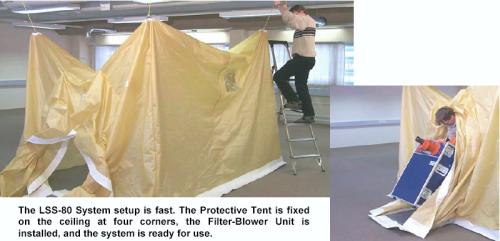 The LSS-80 System setup is fast. The Protective Tent is fixed
on the ceiling at four corners, the Filter-Blower Unit is
installed, and the system is ready for use.